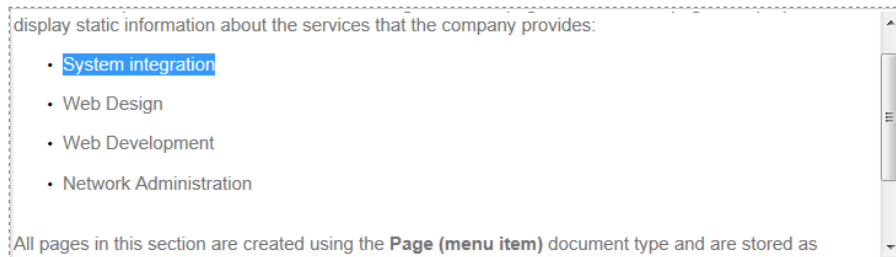 display static information about the services that the company provides:
• System integration
• Web Design
• Web Development
• Network Administration
All pages in this section are created using the Page (menu item) document type and are stored as